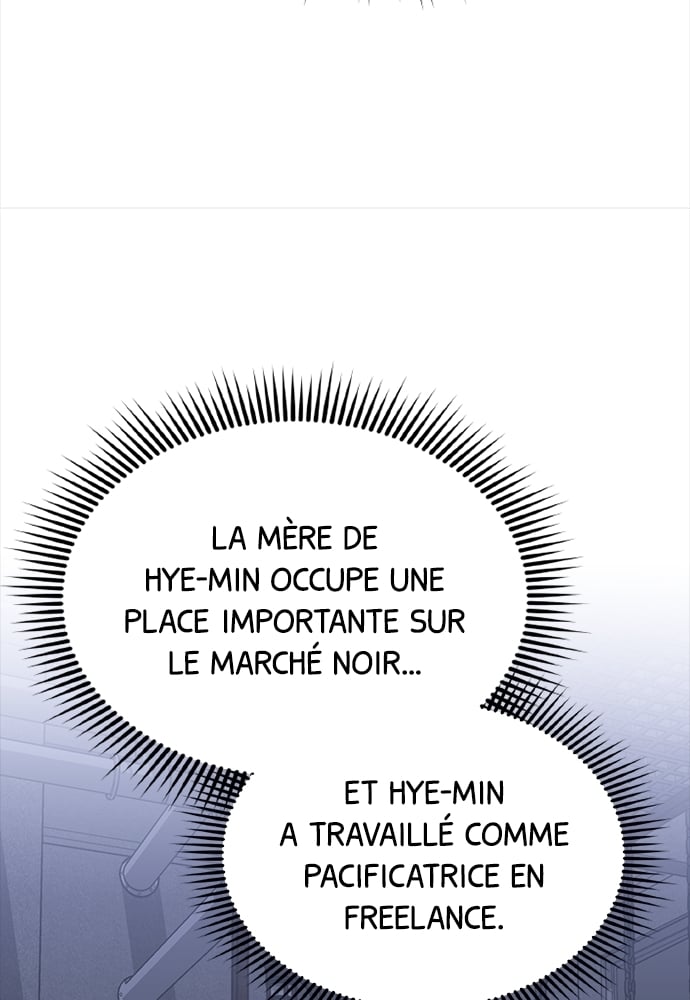 LA MÈRE DE
HYE-MIN OCCUPE UNE
PLACE IMPORTANTE SUR
LE MARCHÉ NOIR...
ET HYE-MIN
A TRAVAILLÉ COMME
PACIFICATRICE EN
FREELANCE.